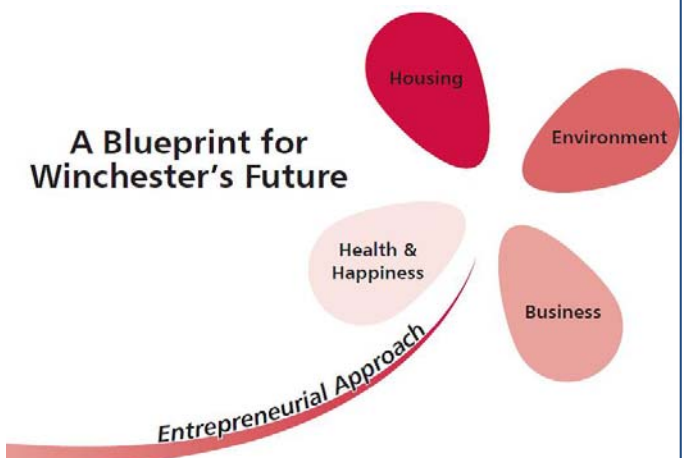 A Blueprint for
Winchester's Future
Housing
Environment
Health &
Happiness
Business
Entrepreneurial Approach